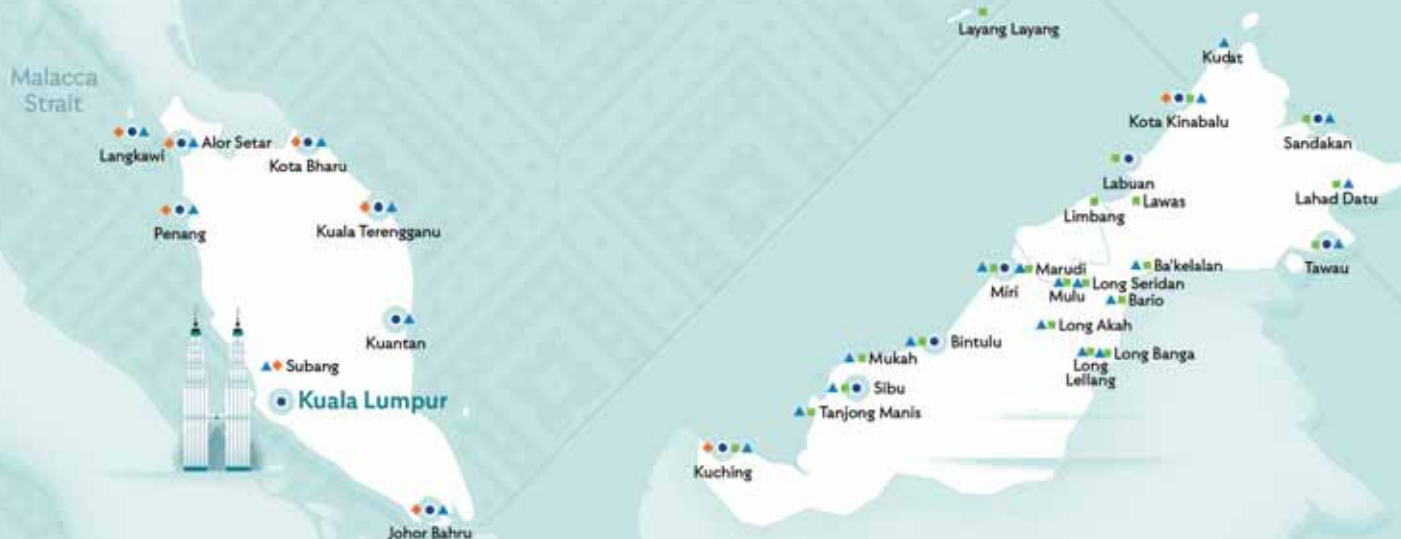 Malacca
Strait
Langkawi
Alor Setar
Kota Bharu
Penang
Kuala Terengganu
Kuantan
Subang
Kuala Lumpur
Johor Bahru
Layang Layang
Kudat
Kota Kinabalu
Sandakan
Labuan
Lahad Datu
Limbang
Lawas
Tawau
Miri
Marudi
Ba'kelalan
Mulu
Long Seridan
Bario
Long Akah
Bintulu
Mukah
Long
Lellang
Long Banga
Sibu
Tanjong Manis
Kuching